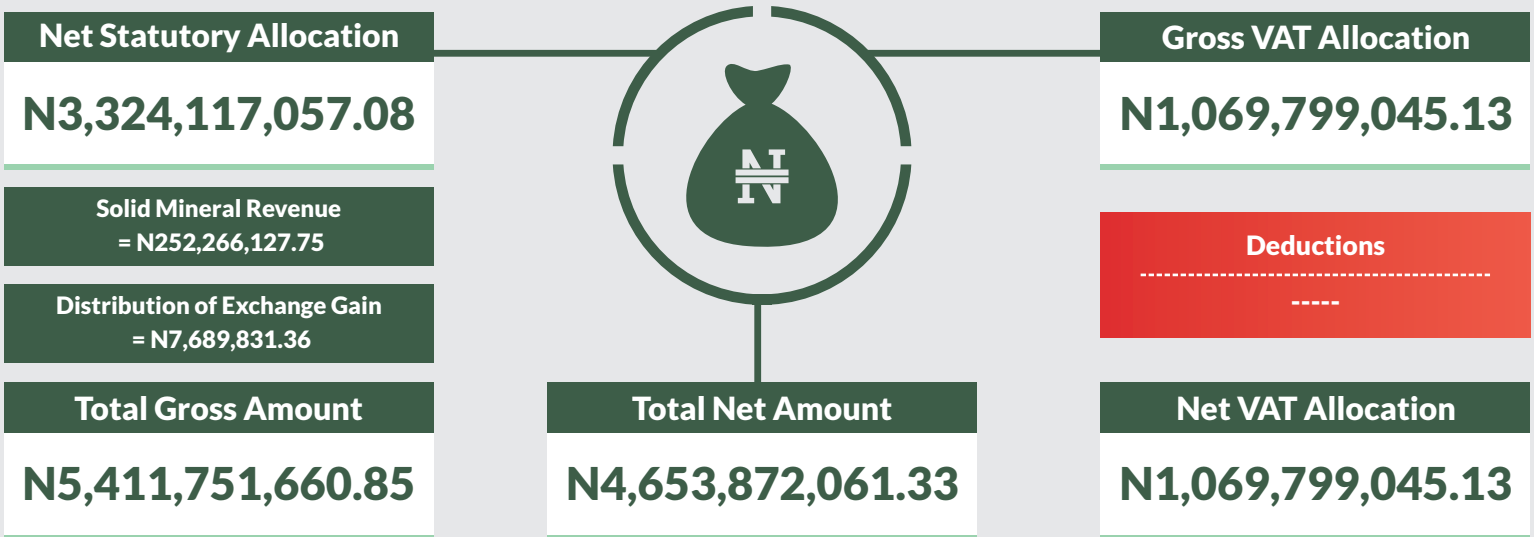 Net Statutory Allocation
N3,324,117,057.08
Solid Mineral Revenue
= N252,266,127.75
Distribution of Exchange Gain
= N7,689,831.36
Total Gross Amount
N5,411,751,660.85
₦
Total Net Amount
N4,653,872,061.33
Gross VAT Allocation
N1,069,799,045.13
Deductions
--------------------------------------------------
-----
Net VAT Allocation
N1,069,799,045.13